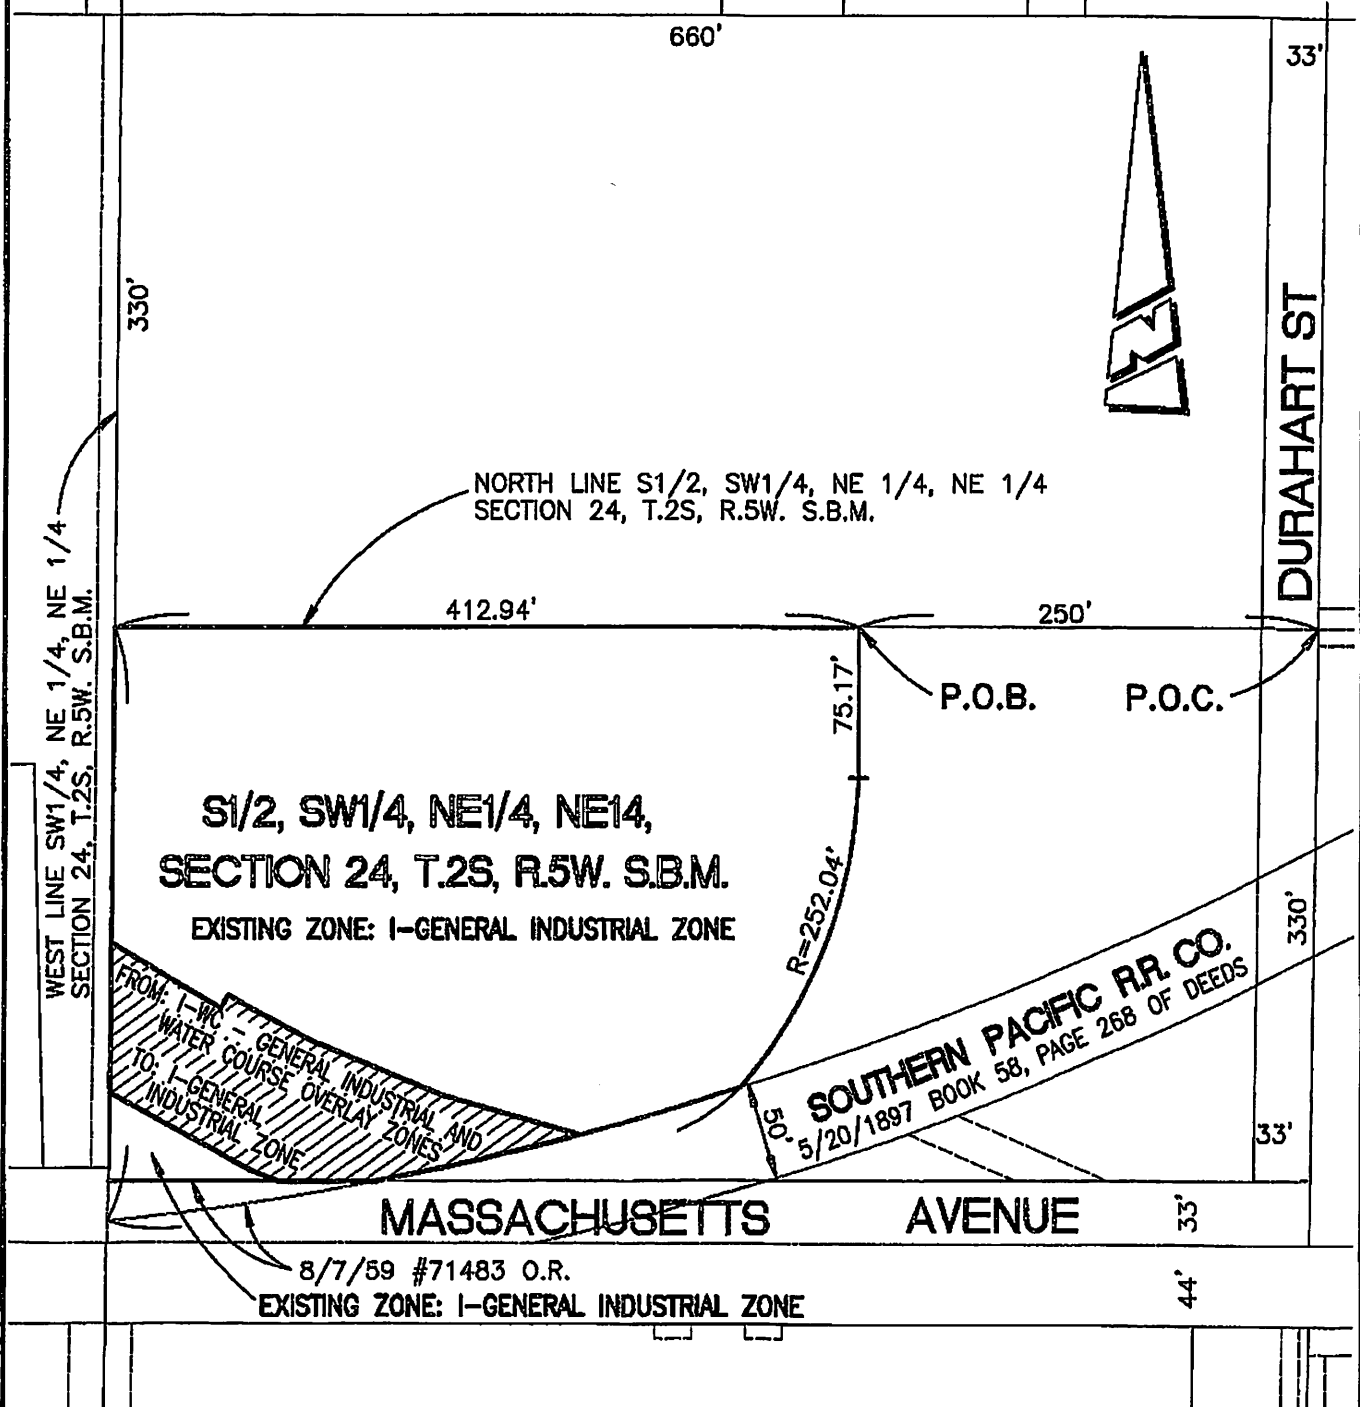 660'
33'
330'
DURAHART ST
NORTH LINE S1/2, SW1/4, NE 1/4, NE 1/4
SECTION 24, T.2S, R.5W. S.B.M.
WEST LINE SW1/4, NE 1/4, NE 1/4
SECTION 24, T.2S, R.5W. S.B.M.
412.94'
250'
75.17'
P.O.B.
P.O.C.
S1/2, SW1/4, NE1/4, NE14,
SECTION 24, T.2S, R.5W. S.B.M.
EXISTING ZONE: I-GENERAL INDUSTRIAL ZONE
R=252.04'
330'
FROM: I-WC - GENERAL INDUSTRIAL AND
WATER COURSE OVERLAY ZONES
TO: I-GENERAL
INDUSTRIAL ZONE
SOUTHERN PACIFIC R.R. CO.
5/20/1897 BOOK 58, PAGE 268 OF DEEDS
50'
33'
MASSACHUSETTS AVENUE
33'
8/7/59 #71483 O.R.
EXISTING ZONE: I-GENERAL INDUSTRIAL ZONE
44'
N